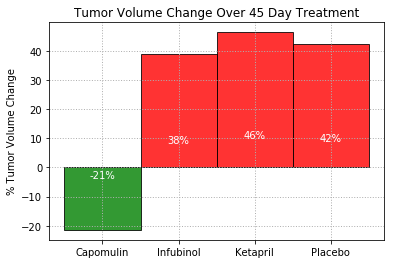 Tumor Volume Change Over 45 Day Treatment
% Tumor Volume Change
40
30
20
10
0
−10
−20
-21%
38%
46%
42%
Capomulin
Infubinol
Ketapril
Placebo